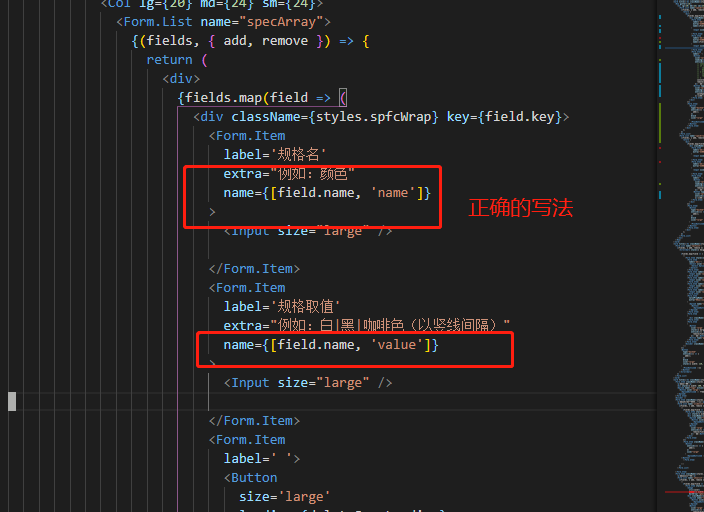 <Col lg={20} md={24} sm={24}>
<Form.List name="specArray">
{(fields, { add, remove }) => {
return (
<div>
{fields.map(field => (
<div className={styles.spfcWrap} key={field.key}>
<Form.Item
label='规格名'
extra="例如: 颜色"
name={[field.name, 'name']}
>
正确的写法
<Input size="large" />
</Form.Item>
<Form.Item
label='规格取值'
extra="例如: 白|黑|咖啡色（以竖线间隔）"
name={[field.name, 'value']}
>
<Input size="large" />
</Form.Item>
<Form.Item
label=' '>
<Button
size='large'